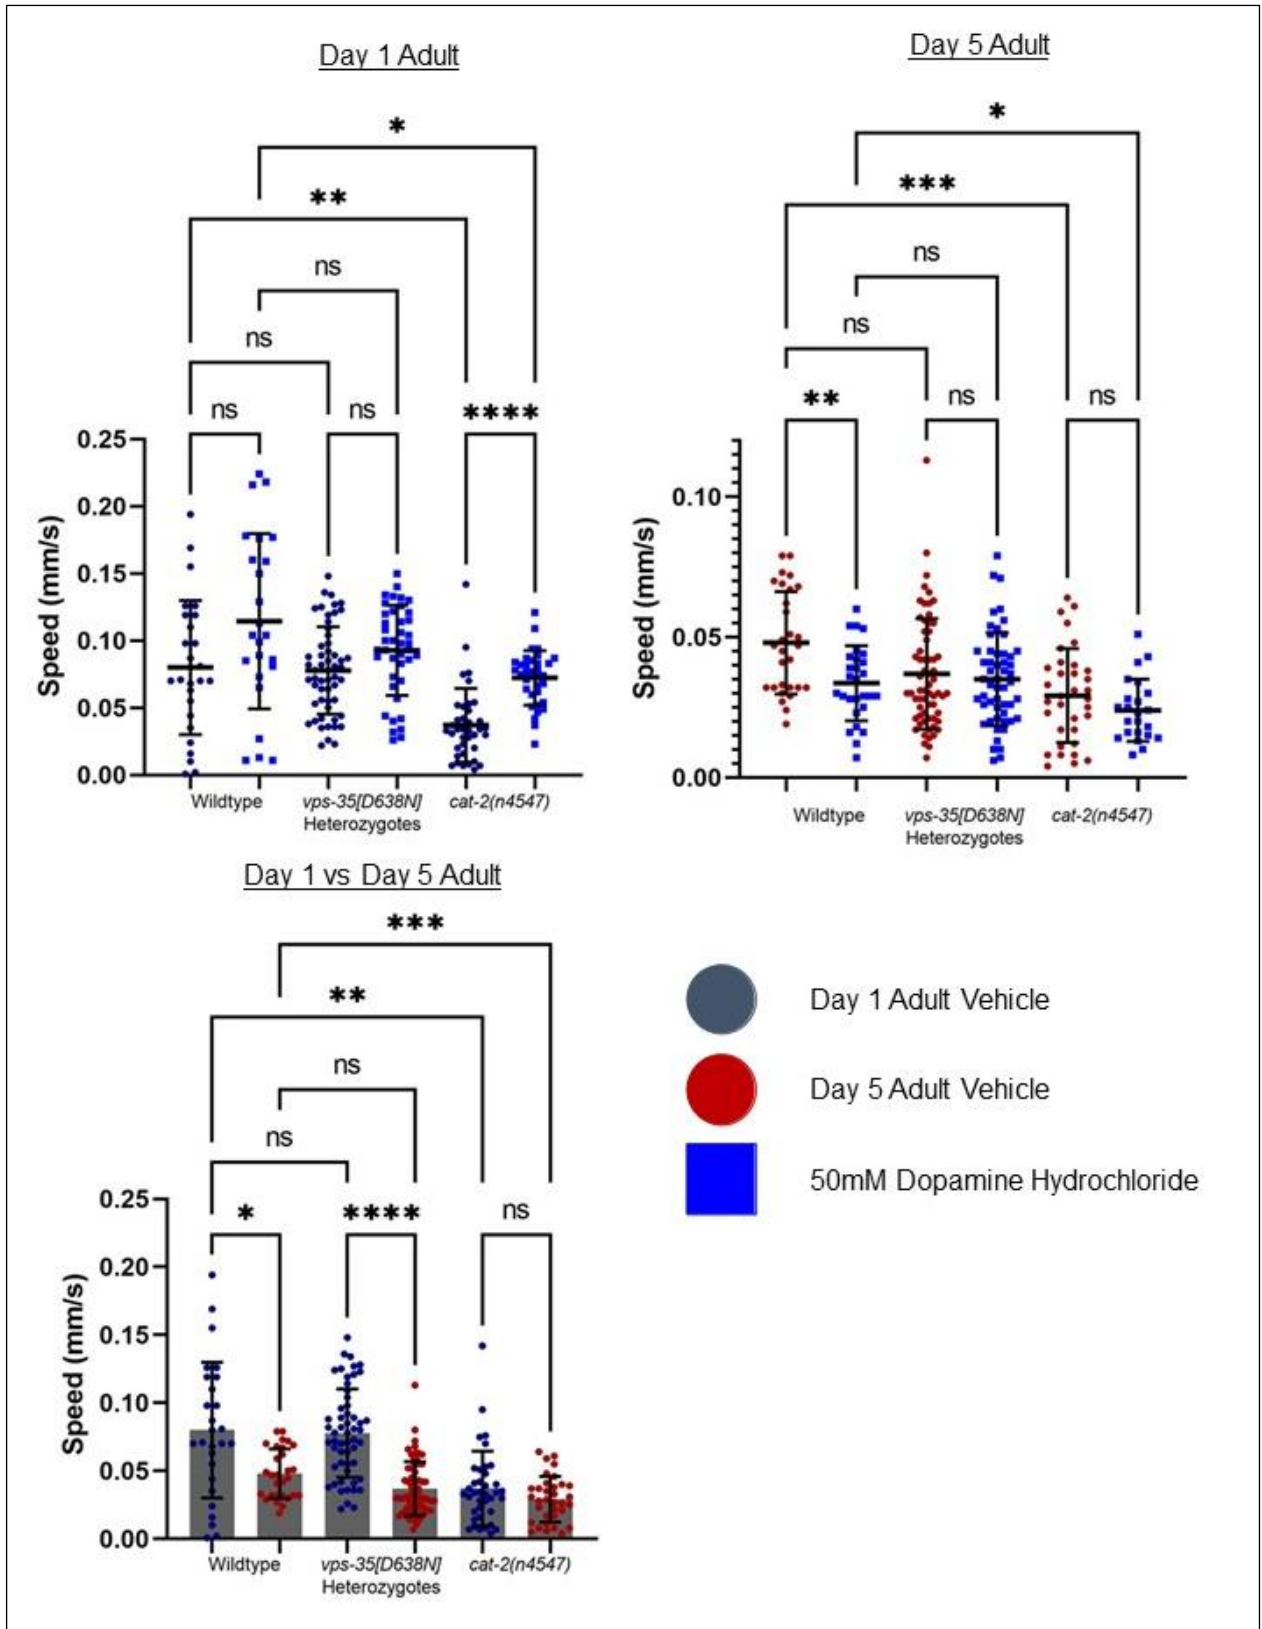 Day 1 Adult
*
**
ns
ns
ns ns ****
0.25
0.20
0.15
0.10
0.05
0.00
Speed (mm/s)
Wildtype vps-35[D638N] cat-2(n4547)
Heterozygotes
Day 5 Adult
*
***
ns
ns
** ns ns
0.10
0.05
0.00
Speed (mm/s)
Wildtype vps-35[D638N] cat-2(n4547)
Heterozygotes
Day 1 vs Day 5 Adult
***
**
ns
ns
* **** ns
0.25
0.20
0.15
0.10
0.05
0.00
Speed (mm/s)
Wildtype vps-35[D638N] cat-2(n4547)
Heterozygotes
Day 1 Adult Vehicle
Day 5 Adult Vehicle
50mM Dopamine Hydrochloride